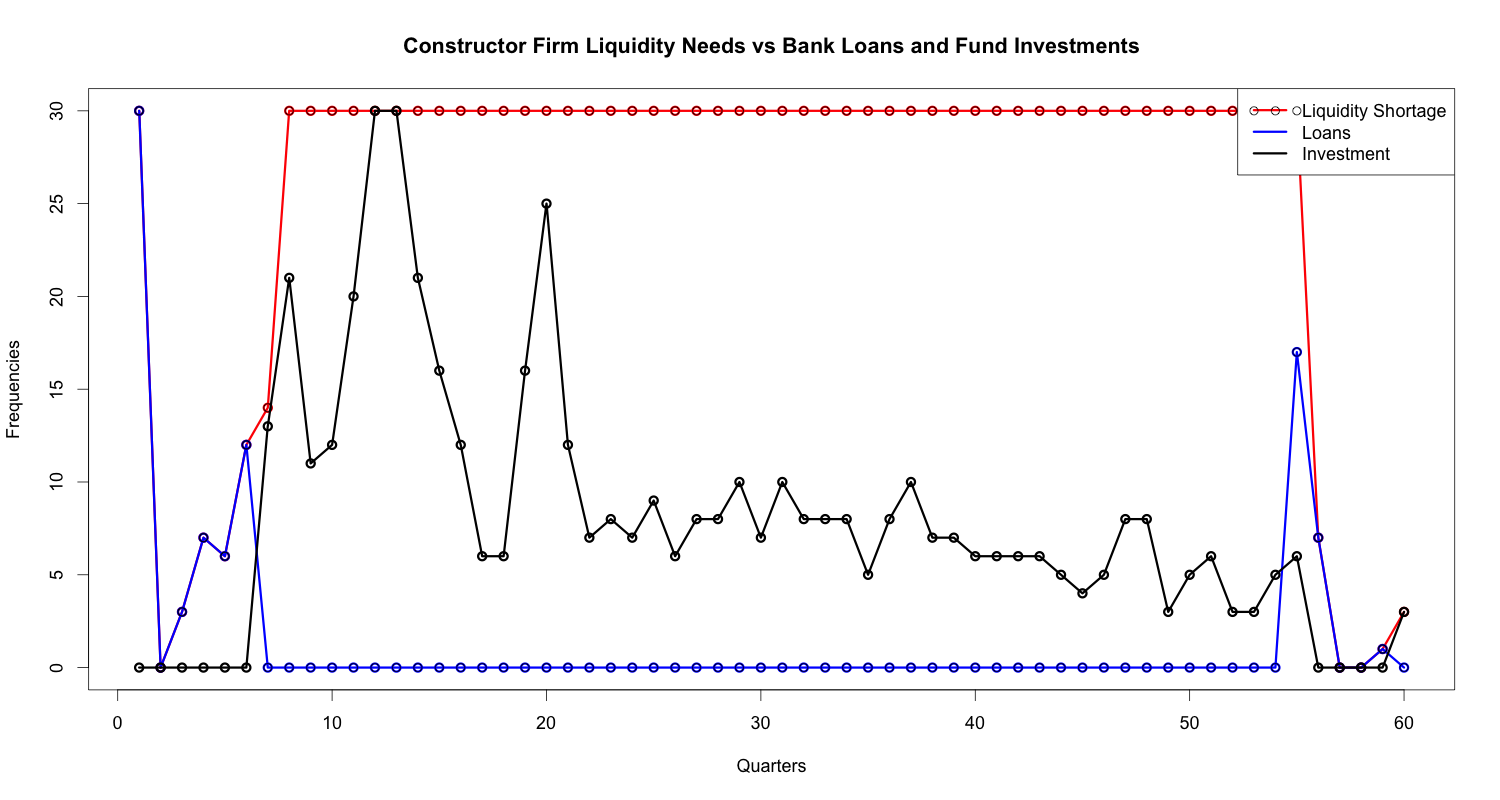 Constructor Firm Liquidity Needs vs Bank Loans and Fund Investments
Liquidity Shortage
Loans
Investment
Frequencies
30
25
20
15
10
5
0
0 10 20 30 40 50 60
Quarters